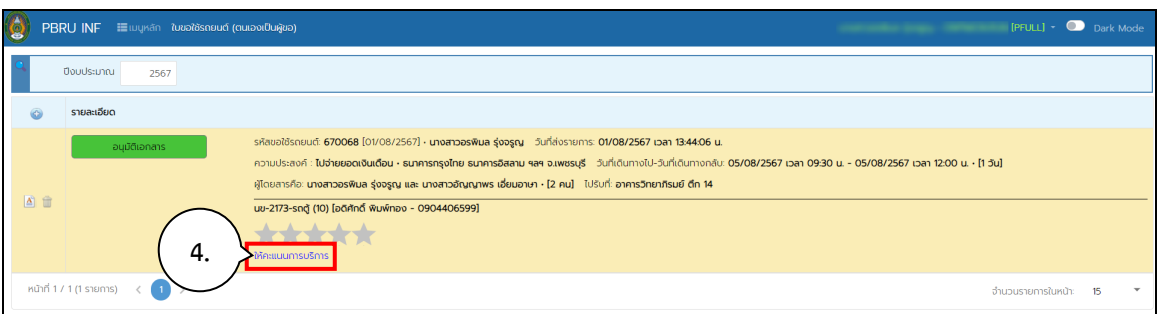 PBRU INF เมนูหลัก ใบขอใช้รถยนต์ (ตนเองเป็นผู้ขอ) [PFULL] Dark Mode
ปีงบประมาณ 2567
รายละเอียด
อนุมัติเอกสาร
รหัสขอใช้รถยนต์: 670068 [01/08/2567] • นางสาวอรพิมล รุ่งจรูญ วันที่ส่งรายการ: 01/08/2567 เวลา 13:44:06 น.
ความประสงค์ : ไปจ่ายยอดเงินเดือน • ธนาคารกรุงไทย ธนาคารอิสลาม ฯลฯ จ.เพชรบุรี วันที่เดินทางไป-วันที่เดินทางกลับ: 05/08/2567 เวลา 09:30 น. - 05/08/2567 เวลา 12:00 น. • [1 วัน]
ผู้โดยสารคือ: นางสาวอรพิมล รุ่งจรูญ และ นางสาวอัญญาพร เอี่ยมอาษา • [2 คน] ไปรับที่: อาคารวิทยาภิรมย์ ตึก 14
นข-2173-รถตู้ (10) [อดิศักดิ์ พิมพ์ทอง - 0904406599]
4.
ให้คะแนนการบริการ
หน้าที่ 1 / 1 (1 รายการ) 1 จำนวนรายการในหน้า: 15